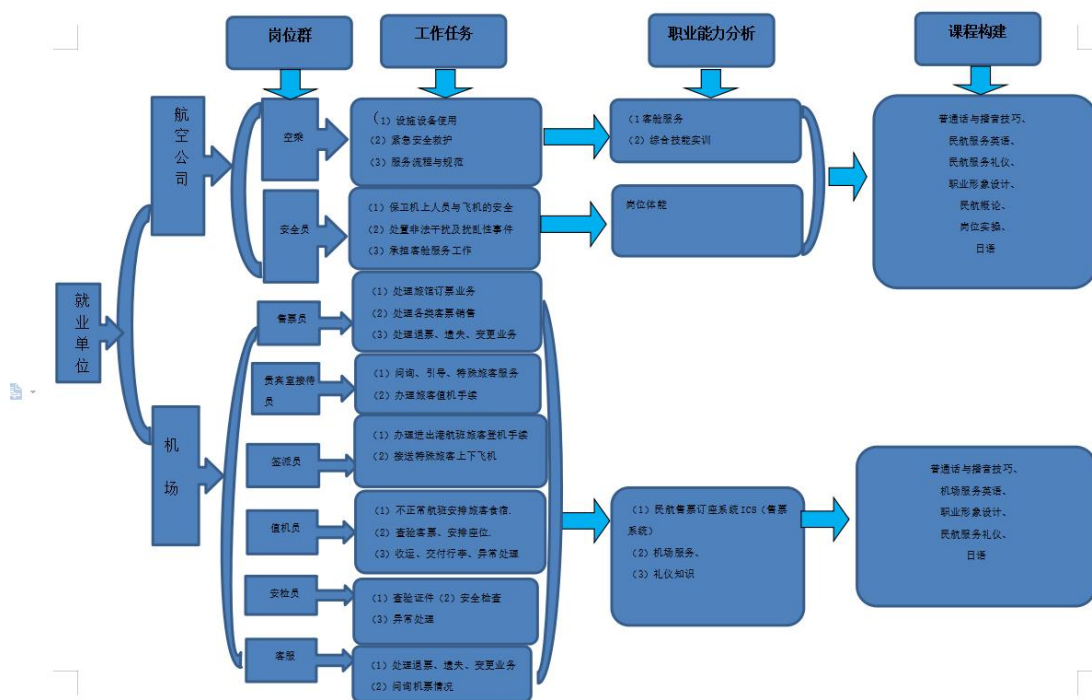 岗位群
工作任务
职业能力分析
课程构建
就业单位
航空公司
空乘
(1) 设施设备使用
(2) 紧急安全救护
(3) 服务流程与规范
(1客舱服务
(2) 综合技能实训
普通话与播音技巧、
民航服务英语、
民航服务礼仪、
职业形象设计、
民航概论、
岗位实操、
日语
安全员
(1) 保卫机上人员与飞机的安全
(2) 处置非法干扰及扰乱性事件
(3) 承担客舱服务工作
岗位体能
机场
售票员
(1) 处理旅馆订票业务
(2) 处理各类客票销售
(3) 处理退票、遗失、变更业务
贵宾室接待员
(1) 问询、引导、特殊旅客服务
(2) 办理旅客值机手续
签派员
(1) 办理进出港航班旅客登机手续
(2) 接送特殊旅客上下飞机
值机员
(1) 不正常航班安排旅客食宿.
(2) 查验客票、安排座位.
(3) 收运、交付行李、异常处理
安检员
(1) 查验证件 (2) 安全检查
(3) 异常处理
客服
(1) 处理退票、遗失、变更业务
(2) 问询机票情况
(1) 民航售票订座系统ICS (售票
系统)
(2) 机场服务、
(3) 礼仪知识
普通话与播音技巧、
机场服务英语、
职业形象设计、
民航服务礼仪、
日语